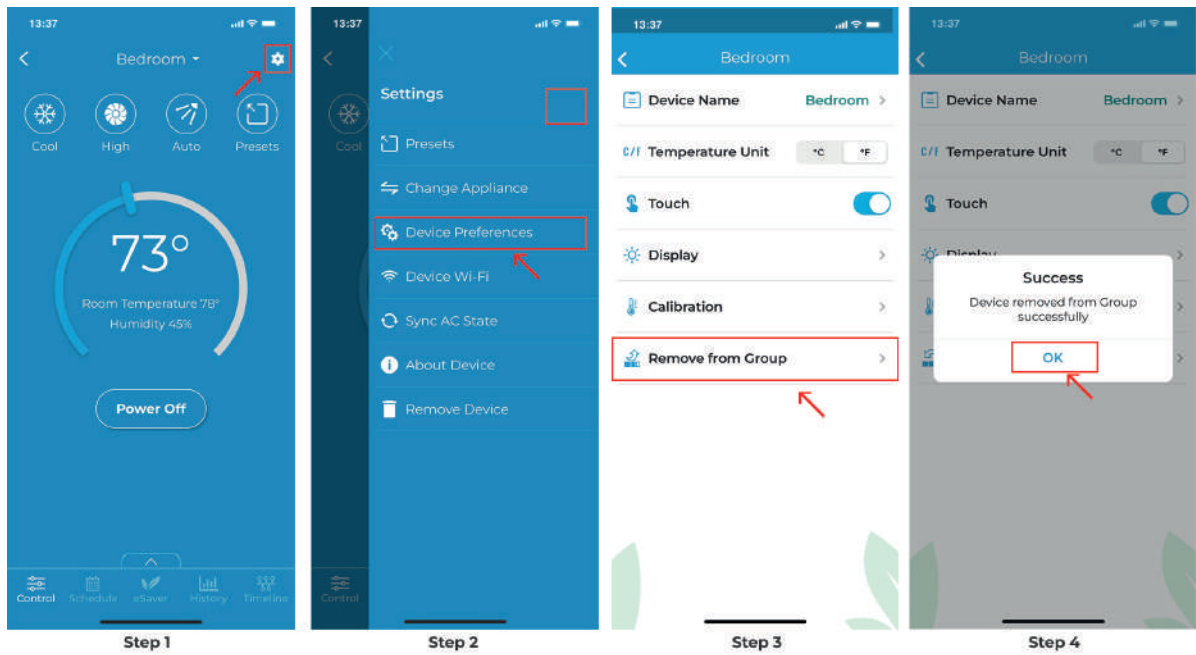 13:37
Bedroom
Cool
High
Auto
Presets
73°
Room Temperature 78°
Humidity 45%
Power Off
Control
Schedule
eSaver
History
Timeline
Step 1
13:37
Settings
Cool
Presets
Change Appliance
Device Preferences
Device Wi-Fi
Sync AC State
About Device
Remove Device
Control
Step 2
13:37
Bedroom
Device Name Bedroom
C/F Temperature Unit °C °F
Touch
Display
Calibration
Remove from Group
Step 3
13:37
Bedroom
Device Name Bedroom
C/F Temperature Unit °C °F
Touch
Display
Success
Device removed from Group
successfully
OK
Step 4